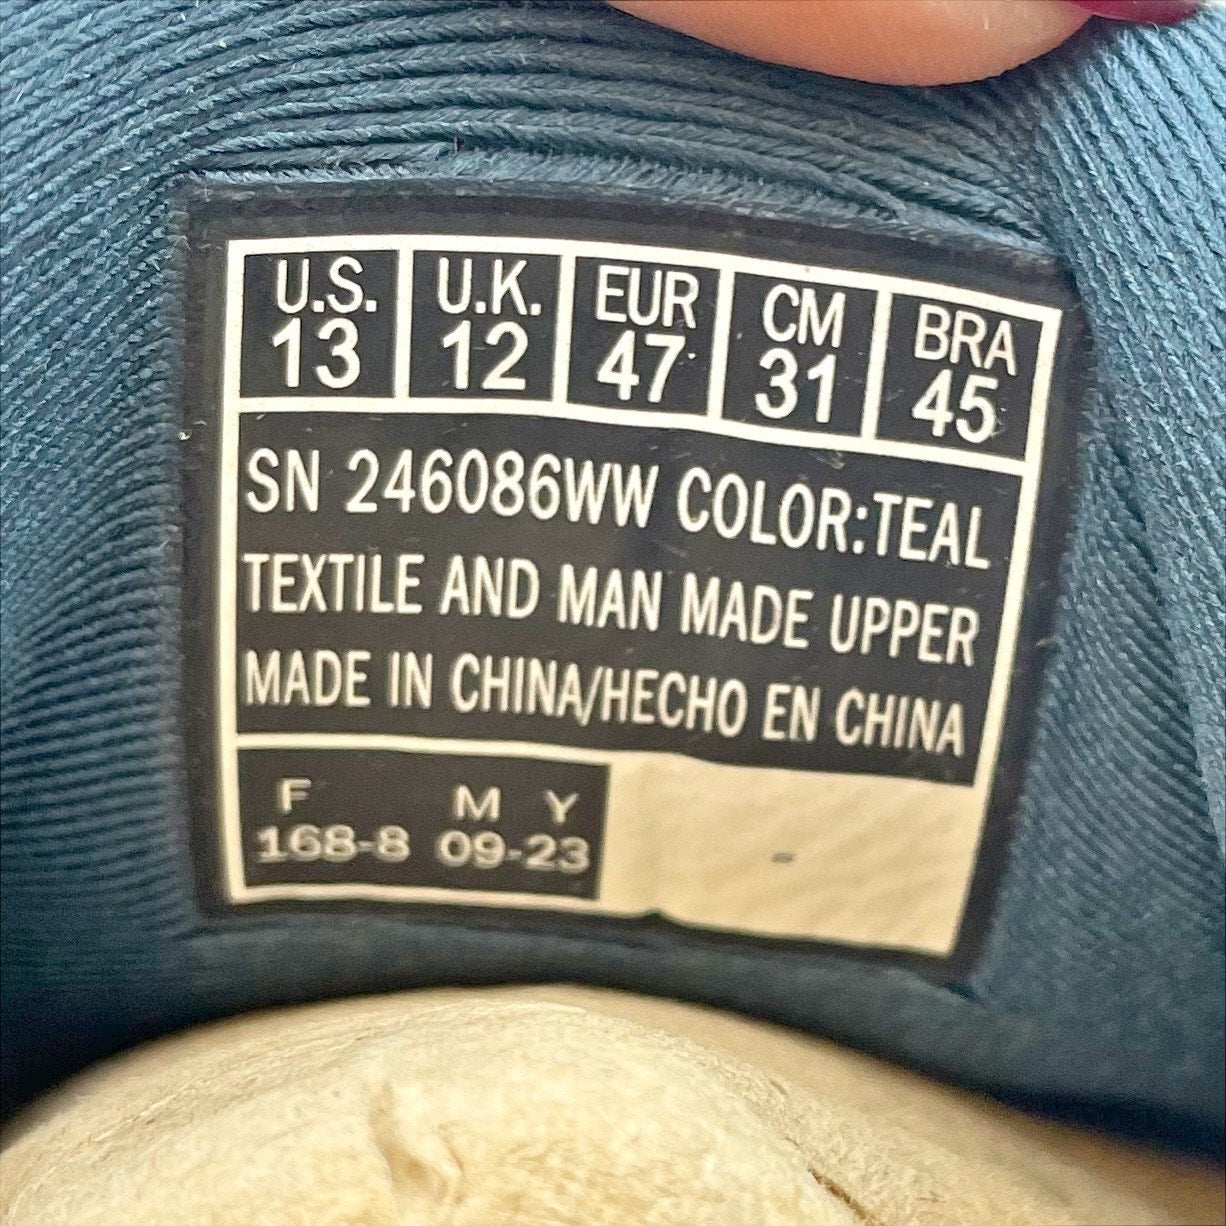 U.S. U.K. EUR CM BRA
13 12 47 31 45
SN 246086WW COLOR:TEAL
TEXTILE AND MAN MADE UPPER
MADE IN CHINA/HECHO EN CHINA
F M Y
168-8 09-23